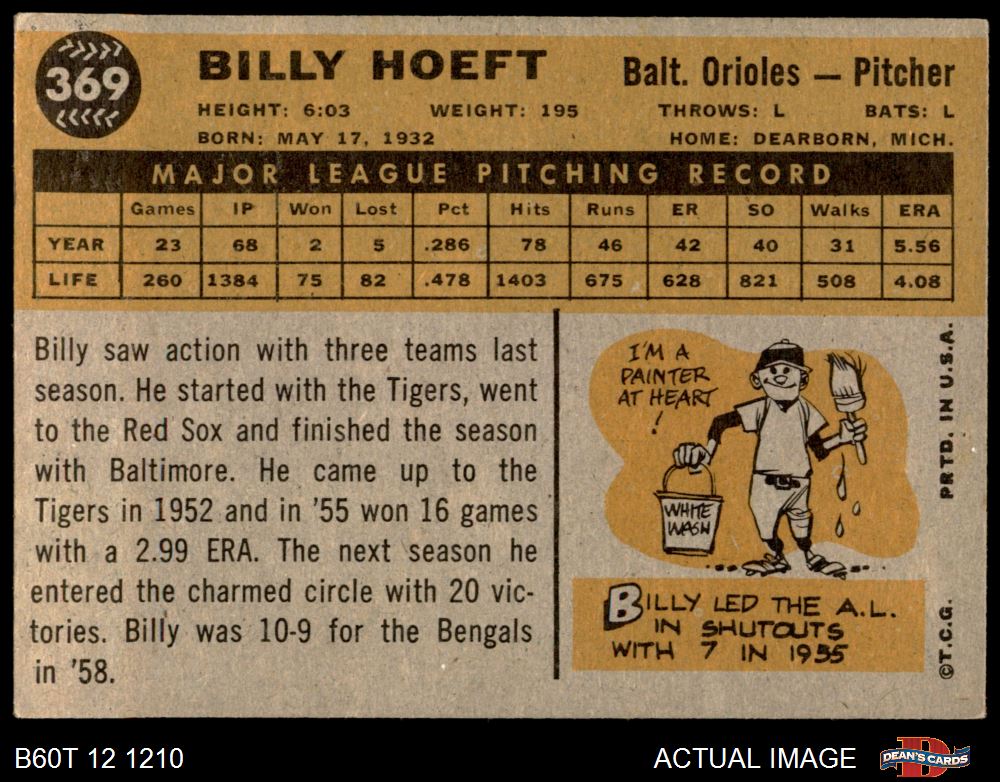 369
BILLY HOEFT
Balt. Orioles — Pitcher
HEIGHT: 6:03 WEIGHT: 195 THROWS: L BATS: L
BORN: MAY 17, 1932 HOME: DEARBORN, MICH.
MAJOR LEAGUE PITCHING RECORD
Games IP Won Lost Pct Hits Runs ER SO Walks ERA
YEAR 23 68 2 5 .286 78 46 42 40 31 5.56
LIFE 260 1384 75 82 .478 1403 675 628 821 508 4.08
Billy saw action with three teams last
season. He started with the Tigers, went
to the Red Sox and finished the season
with Baltimore. He came up to the
Tigers in 1952 and in '55 won 16 games
with a 2.99 ERA. The next season he
entered the charmed circle with 20 vic-
tories. Billy was 10-9 for the Bengals
in '58.
I'M A
PAINTER
AT HEART
!
WHITE
WASH
BILLY LED THE A.L.
IN SHUTOUTS
WITH 7 IN 1955
PRTD. IN U.S.A.
©T.C.G.
B60T 12 1210
ACTUAL IMAGE
D
DEAN'S CARDS